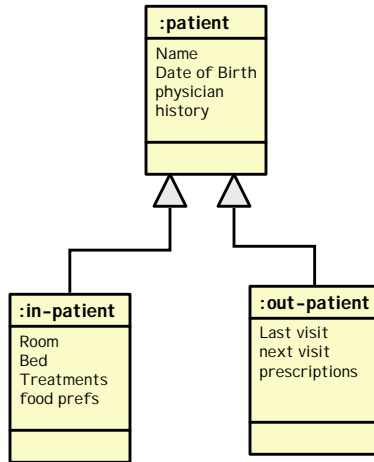 :patient
Name
Date of Birth
physician
history
:in-patient
Room
Bed
Treatments
food prefs
:out-patient
Last visit
next visit
prescriptions